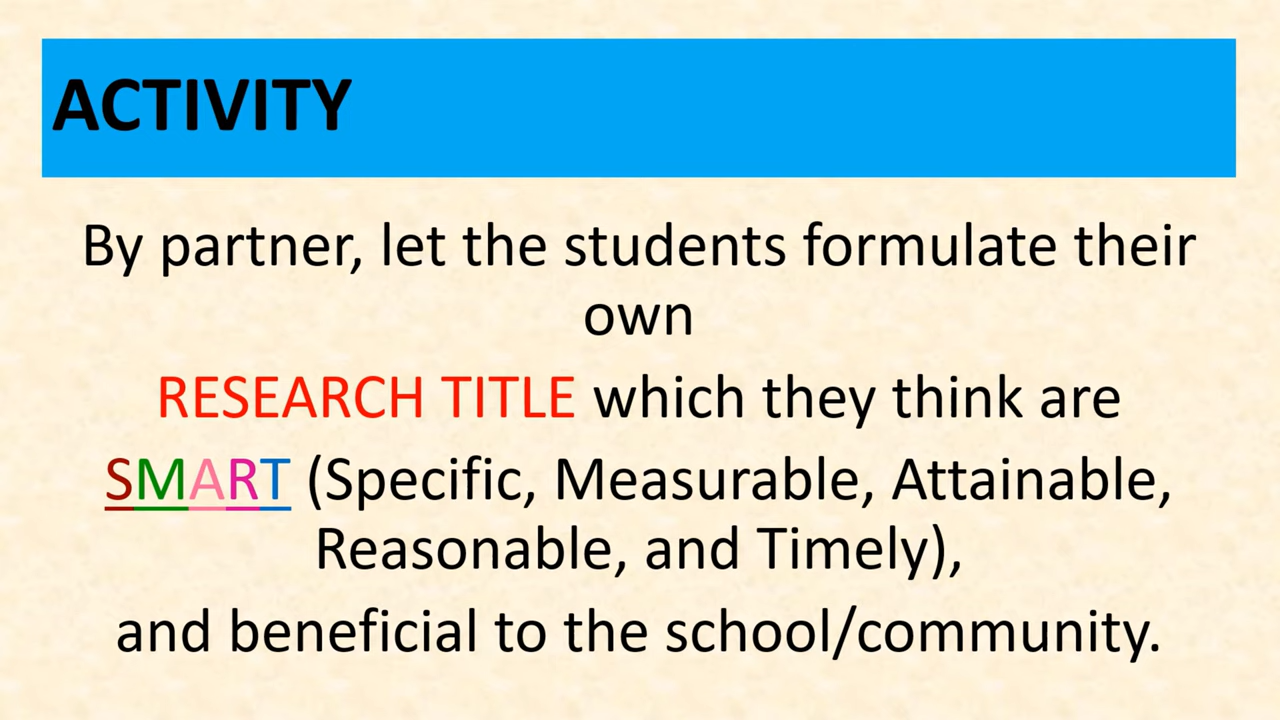 ACTIVITY
By partner, let the students formulate their
own
RESEARCH TITLE which they think are
SMART (Specific, Measurable, Attainable,
Reasonable, and Timely),
and beneficial to the school/community.